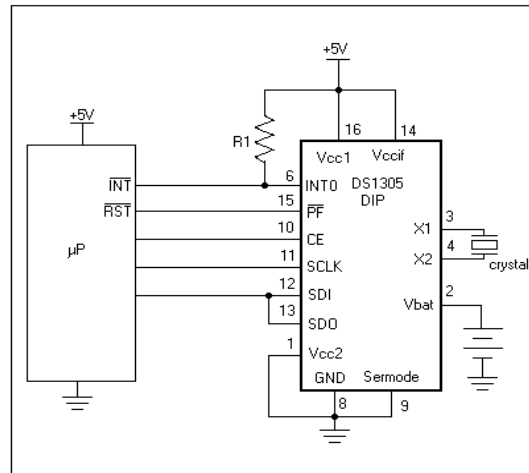 +5V
16
14
+5V
R1
Vcc1
Vccif
INT
6
INT0
DS1305
DIP
RST
15
PF
X1
3
µP
10
CE
X2
4
crystal
11
SCLK
12
SDI
Vbat
2
13
SDO
1
Vcc2
GND
Sermode
8
9